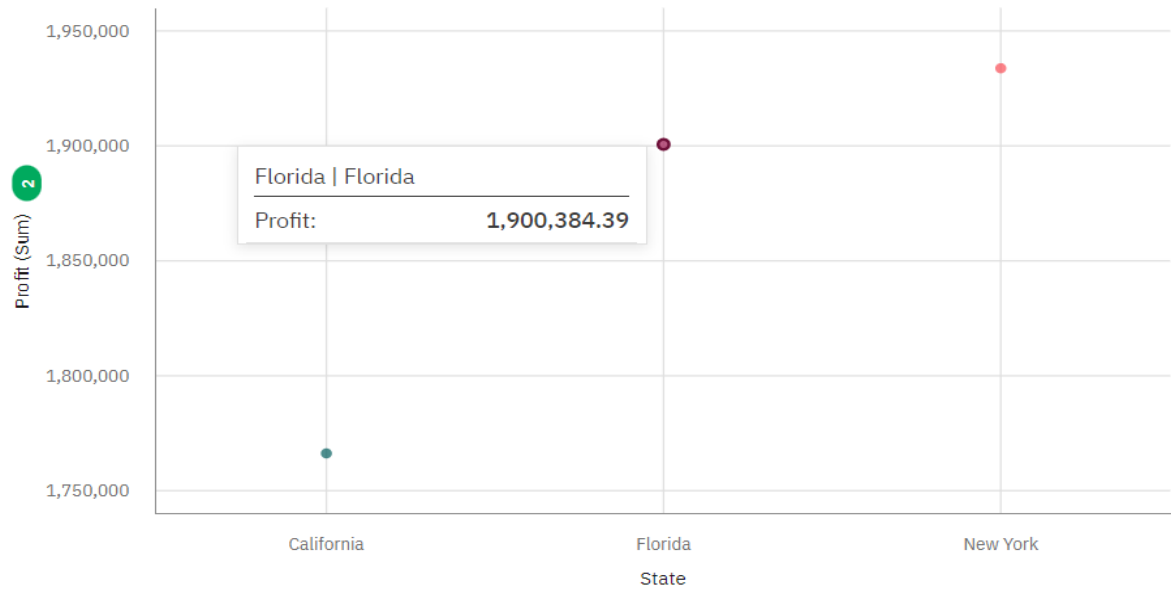 1,950,000
1,900,000
1,850,000
1,800,000
1,750,000
Profit (Sum) 2
Florida | Florida
Profit: 1,900,384.39
California Florida New York
State